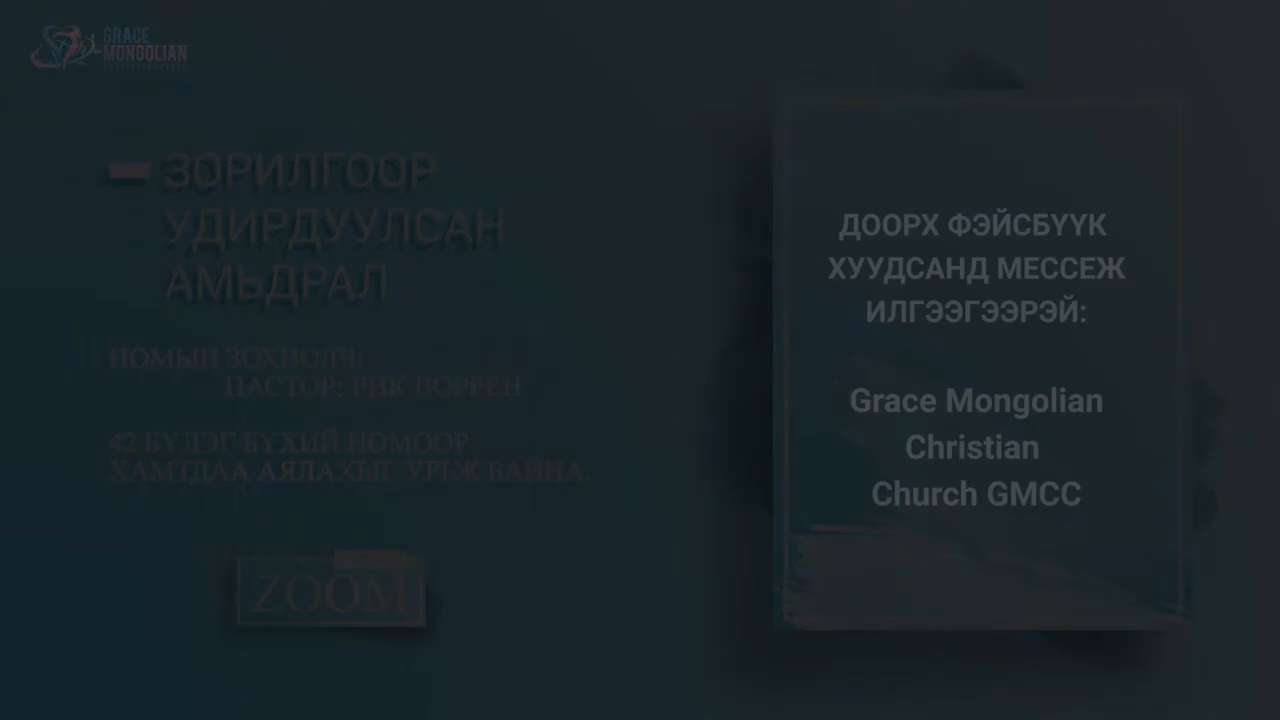 GRACE
MONGOLIAN
ЗОРИЛГООР
УДИРДУУЛСАН
АМЬДРАЛ
НОМЫН ЗОХИОЛЧ:
ПАСТОР: РИК ВОРРЕН
42 БҮЛЭГ БҮХИЙ НОМООР
ХАМТДАА АЯЛАХЫГ УРЬЖ БАЙНА.
ZOOM
ДООРХ ФЭЙСБҮҮК
ХУУДСАНД МЕССЕЖ
ИЛГЭЭГЭЭРЭЙ:
Grace Mongolian
Christian
Church GMCC